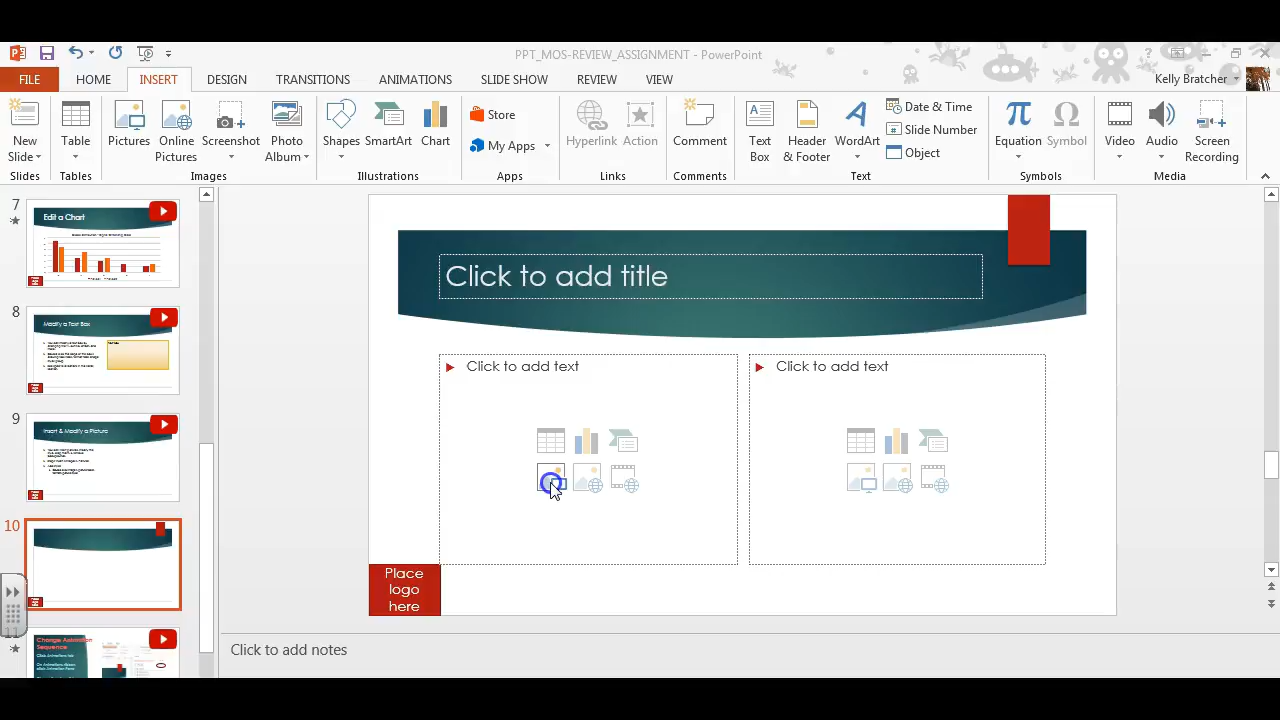 PPT_MOS-REVIEW_ASSIGNMENT - PowerPoint
?
FILE HOME INSERT DESIGN TRANSITIONS ANIMATIONS SLIDE SHOW REVIEW VIEW Kelly Bratcher
New Slide
Table
Pictures
Online Pictures
Screenshot
Photo Album
Shapes
SmartArt
Chart
Store
My Apps
Hyperlink
Action
Comment
Text Box
Header & Footer
WordArt
Date & Time
Slide Number
Object
Equation
Symbol
Video
Audio
Screen Recording
Slides Tables Images Illustrations Apps Links Comments Text Symbols Media
7
Edit a Chart
8
Modify a Text Box
9
Insert & Modify a Picture
10
11
Change Animation
Sequence
Click to add title
Click to add text
Click to add text
Place
logo
here
Click to add notes